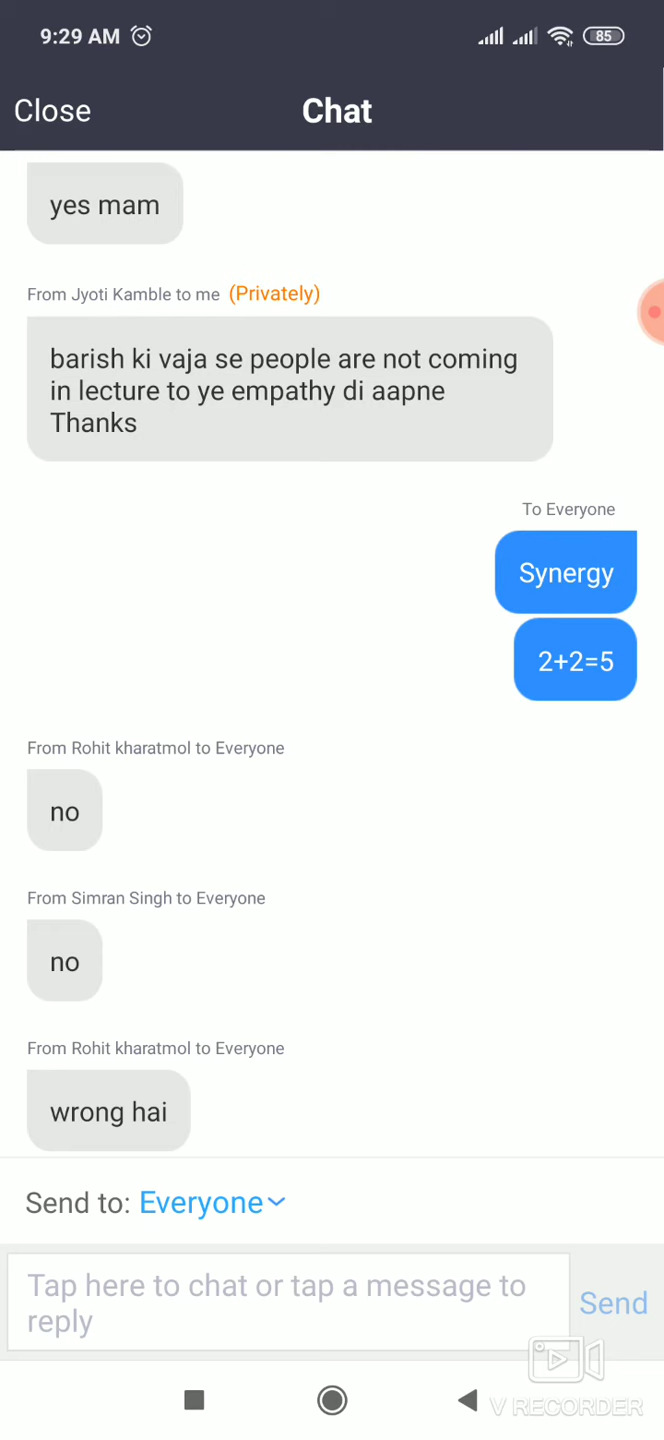 9:29 AM
85
Close
Chat
yes mam
From Jyoti Kamble to me (Privately)
barish ki vaja se people are not coming
in lecture to ye empathy di aapne
Thanks
To Everyone
Synergy
2+2=5
From Rohit kharatmol to Everyone
no
From Simran Singh to Everyone
no
From Rohit kharatmol to Everyone
wrong hai
Send to: Everyone
Tap here to chat or tap a message to
reply
Send
V RECORDER